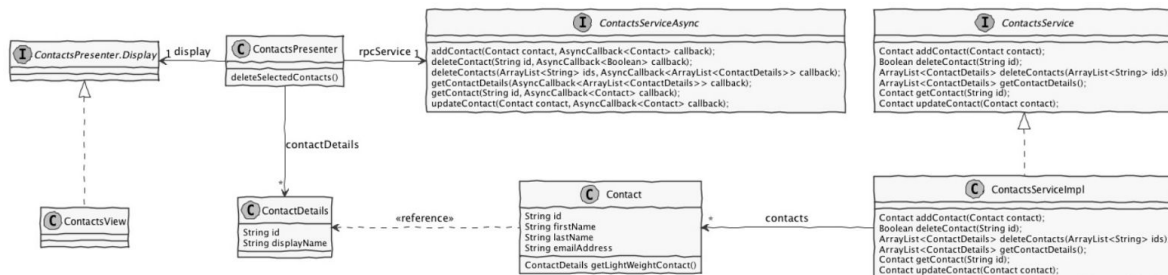 I ContactsPresenter.Display
1 display
C ContactsPresenter
deleteSelectedContacts()
rpcService 1
I ContactsServiceAsync
addContact(Contact contact, AsyncCallback<Contact> callback);
deleteContact(String id, AsyncCallback<Boolean> callback);
deleteContacts(ArrayList<String> ids, AsyncCallback<ArrayList<ContactDetails>> callback);
getContactDetails(AsyncCallback<ArrayList<ContactDetails>> callback);
getContact(String id, AsyncCallback<Contact> callback);
updateContact(Contact contact, AsyncCallback<Contact> callback);
I ContactsService
Contact addContact(Contact contact);
Boolean deleteContact(String id);
ArrayList<ContactDetails> deleteContacts(ArrayList<String> ids);
ArrayList<ContactDetails> getContactDetails();
Contact getContact(String id);
Contact updateContact(Contact contact);
contactDetails
*
C ContactsView
C ContactDetails
String id
String displayName
«reference»
C Contact
String id
String firstName
String lastName
String emailAddress
ContactDetails getLightWeightContact()
* contacts
C ContactsServiceImpl
Contact addContact(Contact contact);
Boolean deleteContact(String id);
ArrayList<ContactDetails> deleteContacts(ArrayList<String> ids);
ArrayList<ContactDetails> getContactDetails();
Contact getContact(String id);
Contact updateContact(Contact contact);